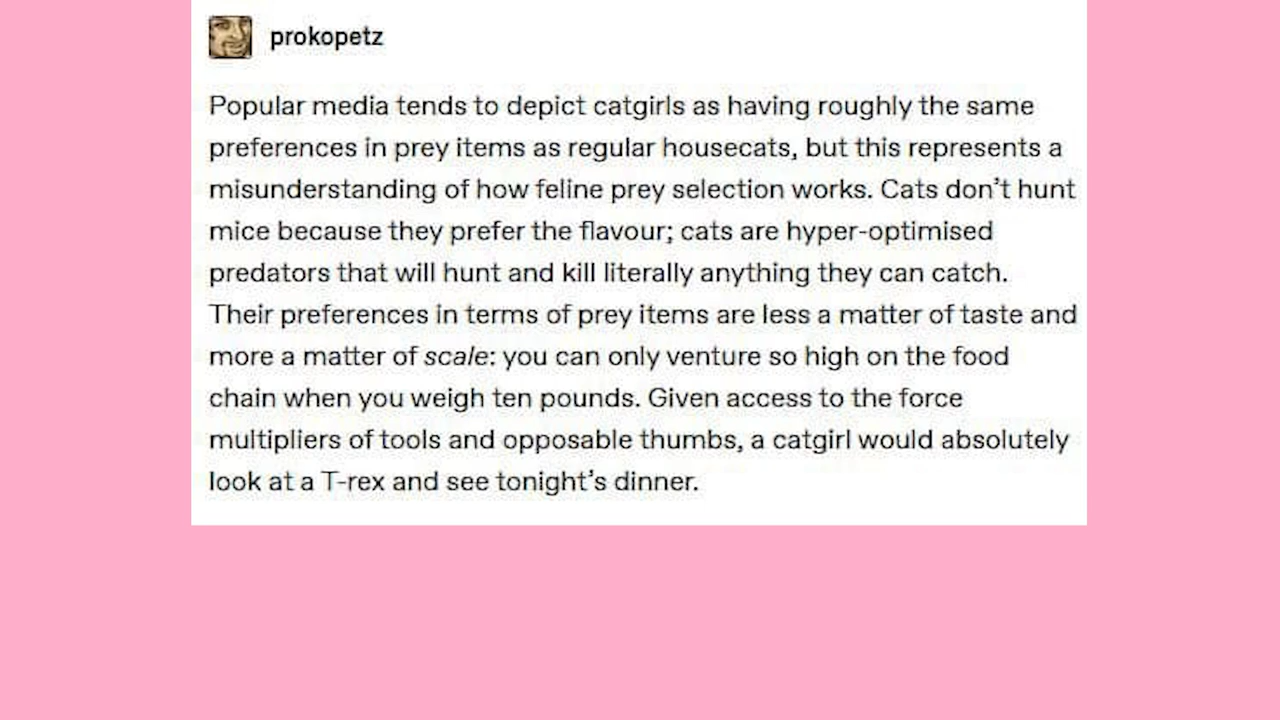 prokopetz
Popular media tends to depict catgirls as having roughly the same
preferences in prey items as regular housecats, but this represents a
misunderstanding of how feline prey selection works. Cats don’t hunt
mice because they prefer the flavour; cats are hyper-optimised
predators that will hunt and kill literally anything they can catch.
Their preferences in terms of prey items are less a matter of taste and
more a matter of scale: you can only venture so high on the food
chain when you weigh ten pounds. Given access to the force
multipliers of tools and opposable thumbs, a catgirl would absolutely
look at a T-rex and see tonight’s dinner.